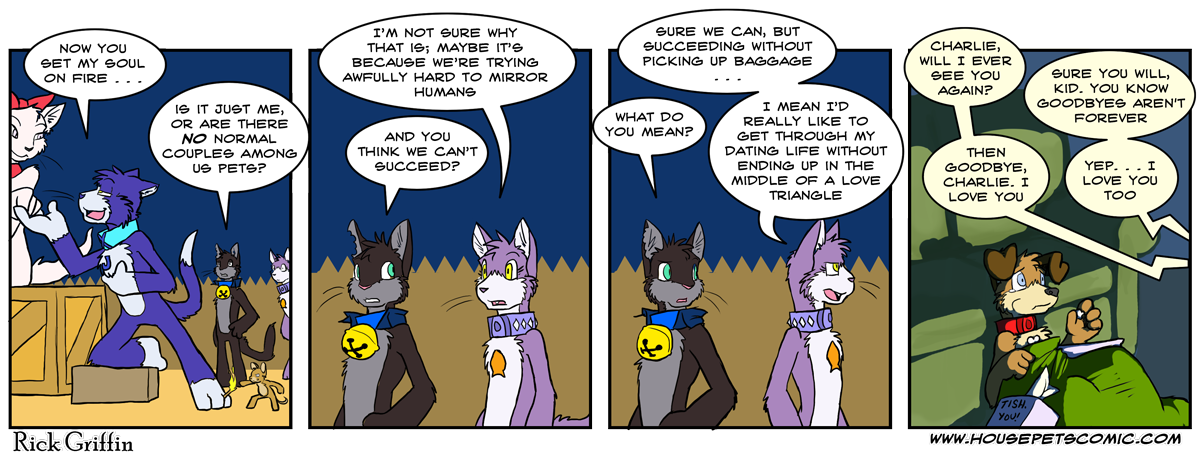 NOW YOU
SET MY SOUL
ON FIRE . . .
IS IT JUST ME,
OR ARE THERE
NO NORMAL
COUPLES AMONG
US PETS?
I'M NOT SURE WHY
THAT IS; MAYBE IT'S
BECAUSE WE'RE TRYING
AWFULLY HARD TO MIRROR
HUMANS
AND YOU
THINK WE CAN'T
SUCCEED?
SURE WE CAN, BUT
SUCCEEDING WITHOUT
PICKING UP BAGGAGE
. . .
WHAT DO
YOU MEAN?
I MEAN I'D
REALLY LIKE TO
GET THROUGH MY
DATING LIFE WITHOUT
ENDING UP IN THE
MIDDLE OF A LOVE
TRIANGLE
CHARLIE,
WILL I EVER
SEE YOU
AGAIN?
SURE YOU WILL,
KID. YOU KNOW
GOODBYES AREN'T
FOREVER
THEN
GOODBYE,
CHARLIE. I
LOVE YOU
YEP. . . I
LOVE YOU
TOO
TISH,
YOU!
Rick Griffin
WWW.HOUSEPETSCOMIC.COM